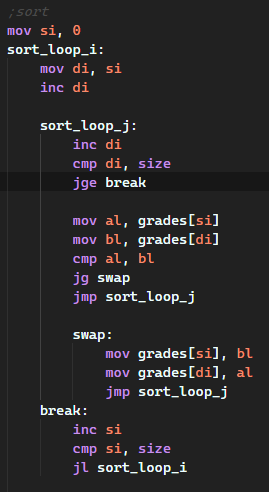 ;sort
mov si, 0
sort_loop_i:
mov di, si
inc di
sort_loop_j:
inc di
cmp di, size
jge break
mov al, grades[si]
mov bl, grades[di]
cmp al, bl
jg swap
jmp sort_loop_j
swap:
mov grades[si], bl
mov grades[di], al
jmp sort_loop_j
break:
inc si
cmp si, size
jl sort_loop_i